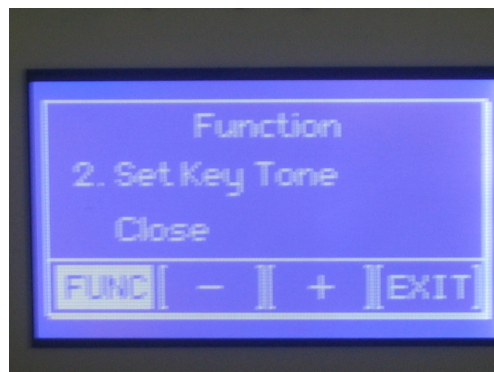 Function
2. Set Key Tone
Close
FUNC [ - ] [ + ] [EXIT]